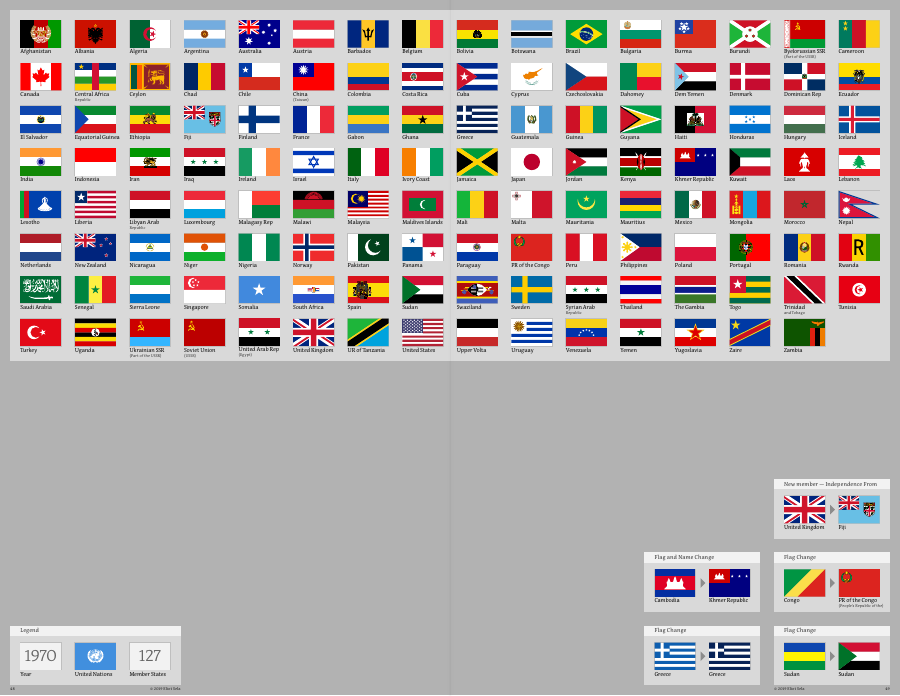 Afghanistan
Albania
Algeria
Argentina
Australia
Austria
Barbados
Belgium
Bolivia
Botswana
Brazil
Bulgaria
Burma
Burundi
Byelorussian SSR
(Part of the USSR)
Cameroon
Canada
Central Africa
Republic
Ceylon
Chad
Chile
China
(Taiwan)
Colombia
Costa Rica
Cuba
Cyprus
Czechoslovakia
Dahomey
Dem Yemen
Denmark
Dominican Rep
Ecuador
El Salvador
Equatorial Guinea
Ethiopia
Fiji
Finland
France
Gabon
Ghana
Greece
Guatemala
Guinea
Guyana
Haiti
Honduras
Hungary
Iceland
India
Indonesia
Iran
Iraq
Ireland
Israel
Italy
Ivory Coast
Jamaica
Japan
Jordan
Kenya
Khmer Republic
Kuwait
Laos
Lebanon
Lesotho
Liberia
Libyan Arab
Republic
Luxembourg
Malagasy Rep
Malawi
Malaysia
Maldives Islands
Mali
Malta
Mauritania
Mauritius
Mexico
Mongolia
Morocco
Nepal
Netherlands
New Zealand
Nicaragua
Niger
Nigeria
Norway
Pakistan
Panama
Paraguay
PR of the Congo
Peru
Philippines
Poland
Portugal
Romania
R
Rwanda
Saudi Arabia
Senegal
Sierra Leone
Singapore
Somalia
South Africa
Spain
Sudan
Swaziland
Sweden
Syrian Arab
Republic
Thailand
The Gambia
Togo
Trinidad
and Tobago
Tunisia
Turkey
Uganda
Ukrainian SSR
(Part of the USSR)
Soviet Union
(USSR)
United Arab Rep
(Egypt)
United Kingdom
UR of Tanzania
United States
Upper Volta
Uruguay
Venezuela
Yemen
Yugoslavia
Zaire
Zambia
New member — Independence From
United Kingdom
Fiji
Flag and Name Change
Cambodia
Khmer Republic
Flag Change
Congo
PR of the Congo
(People's Republic of the)
Legend
1970
Year
United Nations
127
Member States
Flag Change
Greece
Greece
Flag Change
Sudan
Sudan